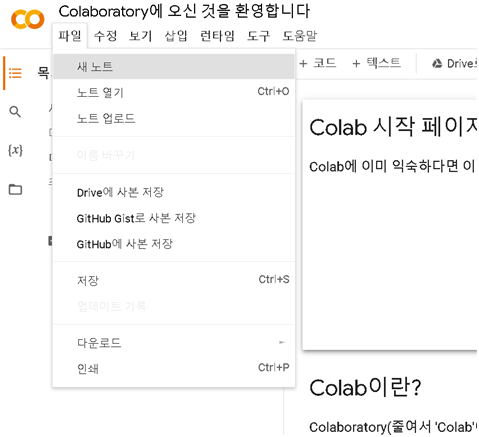 Colaboratory에 오신 것을 환영합니다
파일 수정 보기 삽입 런타임 도구 도움말
+ 코드 + 텍스트 Drive로
목
새 노트
노트 열기 Ctrl+O
노트 업로드
이름 바꾸기
Drive에 사본 저장
GitHub Gist로 사본 저장
GitHub에 사본 저장
저장 Ctrl+S
업데이트 기록
다운로드
인쇄 Ctrl+P
{x}
Colab 시작 페이지
Colab에 이미 익숙하다면 이
Colab이란?
Colaboratory(줄여서 'Colab'